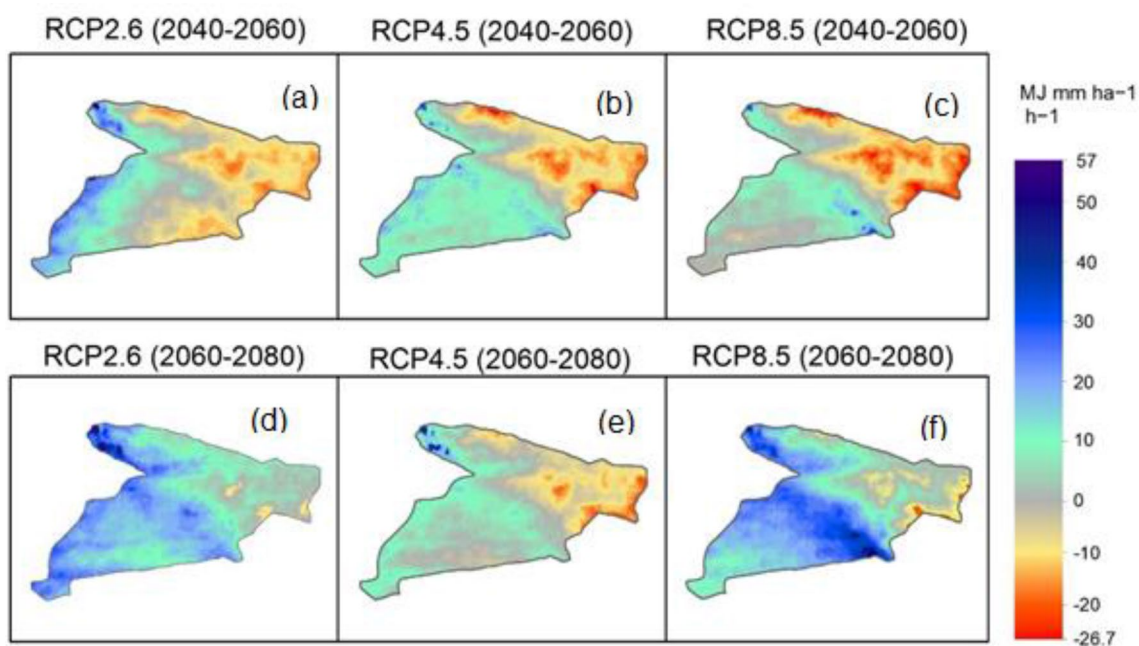 RCP2.6 (2040-2060)
RCP4.5 (2040-2060)
RCP8.5 (2040-2060)
(a)
(b)
(c)
MJ mm ha−1
h−1
57
50
40
30
20
10
0
-10
-20
-26.7
RCP2.6 (2060-2080)
RCP4.5 (2060-2080)
RCP8.5 (2060-2080)
(d)
(e)
(f)